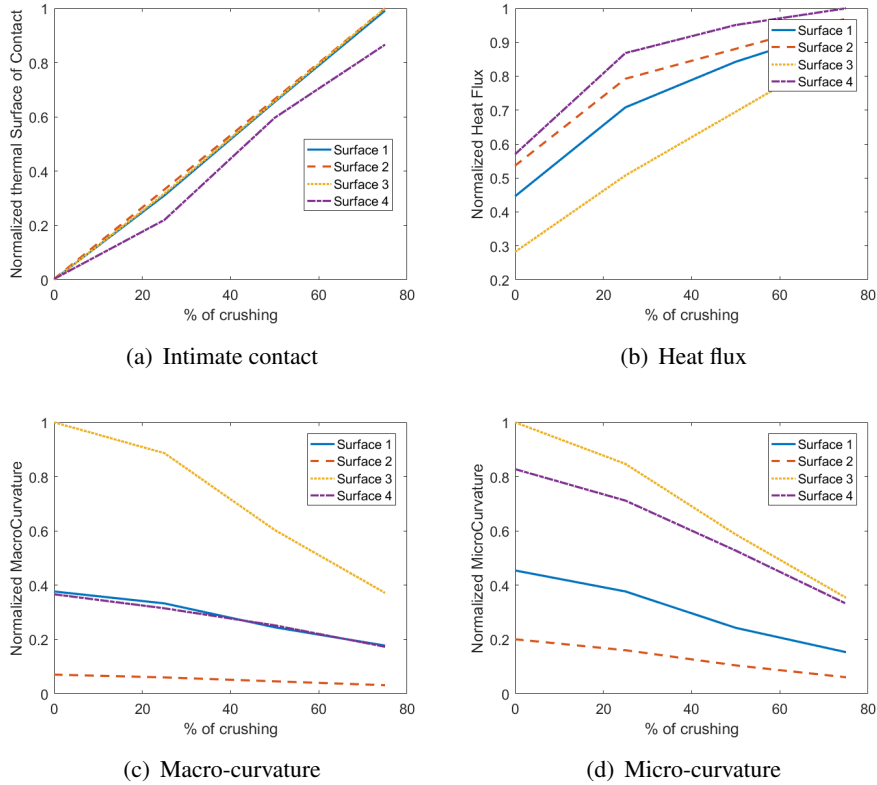 1
0.8
0.6
0.4
0.2
0
Normalized thermal Surface of Contact
Surface 1
Surface 2
Surface 3
Surface 4
0 20 40 60 80
% of crushing
(a) Intimate contact
1
0.9
0.8
0.7
0.6
0.5
0.4
0.3
0.2
Normalized Heat Flux
Surface 1
Surface 2
Surface 3
Surface 4
0 20 40 60 80
% of crushing
(b) Heat flux
1
0.8
0.6
0.4
0.2
0
Normalized MacroCurvature
Surface 1
Surface 2
Surface 3
Surface 4
0 20 40 60 80
% of crushing
(c) Macro-curvature
1
0.8
0.6
0.4
0.2
0
Normalized MicroCurvature
Surface 1
Surface 2
Surface 3
Surface 4
0 20 40 60 80
% of crushing
(d) Micro-curvature